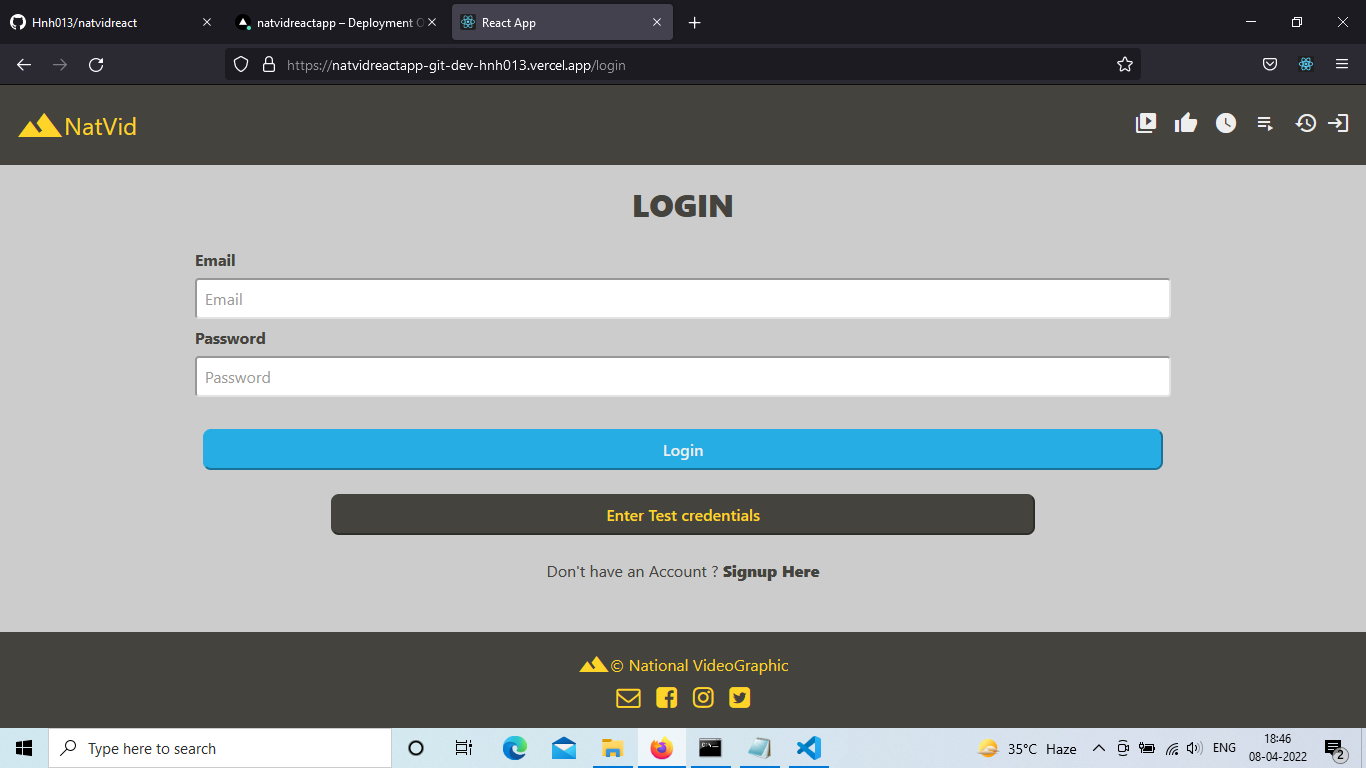 Hnh013/natvidreact
natvidreactapp – Deployment O
React App
https://natvidreactapp-git-dev-hnh013.vercel.app/login
NatVid
LOGIN
Email
Email
Password
Password
Login
Enter Test credentials
Don't have an Account ? Signup Here
© National VideoGraphic
Type here to search
35°C Haze
ENG
18:46
08-04-2022
2